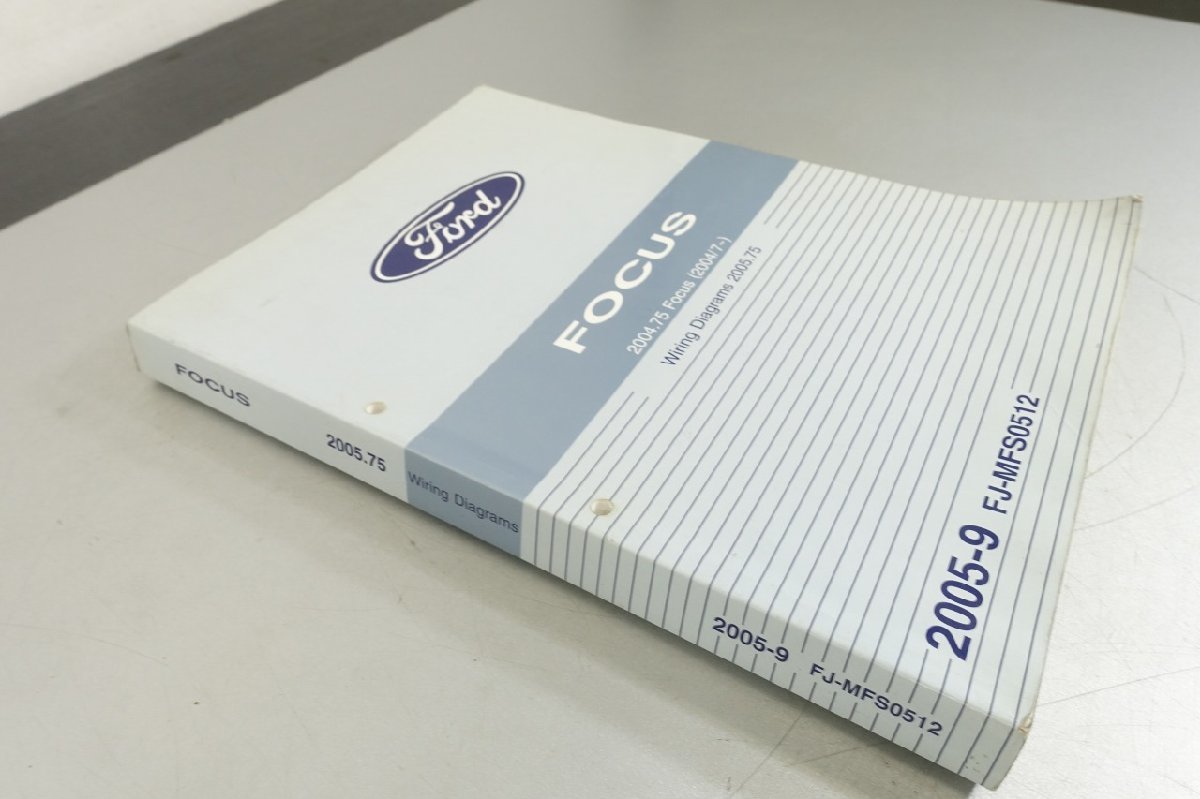 Ford
FOCUS
2004.75 Focus (2004/7-)
Wiring Diagrams 2005.75
2005-9 FJ-MFS0512
FOCUS
2005.75
Wiring Diagrams
2005-9 FJ-MFS0512